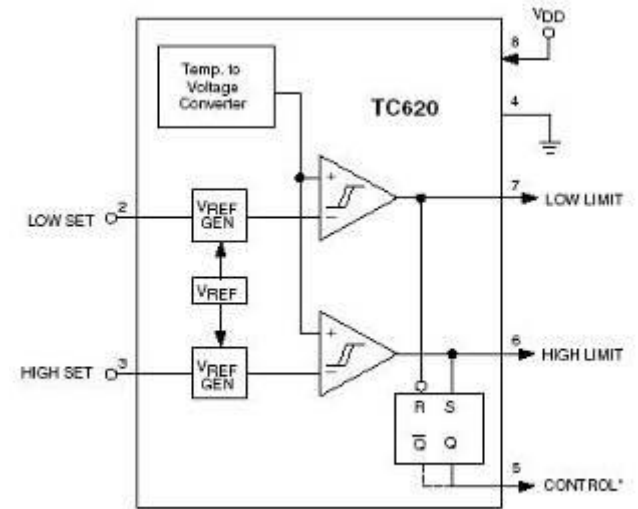 VDD
8
Temp. to
Voltage
Converter
TC620
4
+
7
LOW LIMIT
LOW SET
2
VREF
GEN
−
VREF
+
6
HIGH LIMIT
HIGH SET
3
VREF
GEN
−
R S
Q Q
5
CONTROL*